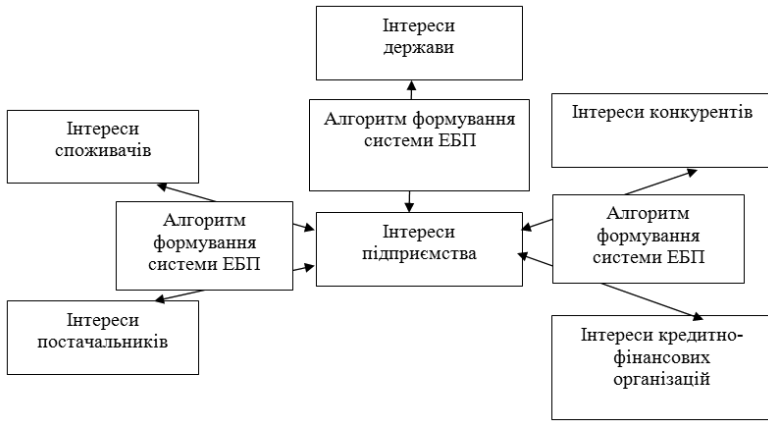 Інтереси
держави
Алгоритм формування
системи ЕБП
Інтереси конкурентів
Інтереси
споживачів
Алгоритм
формування
системи ЕБП
Інтереси
підприємства
Алгоритм
формування
системи ЕБП
Інтереси
постачальників
Інтереси кредитно-
фінансових
організацій